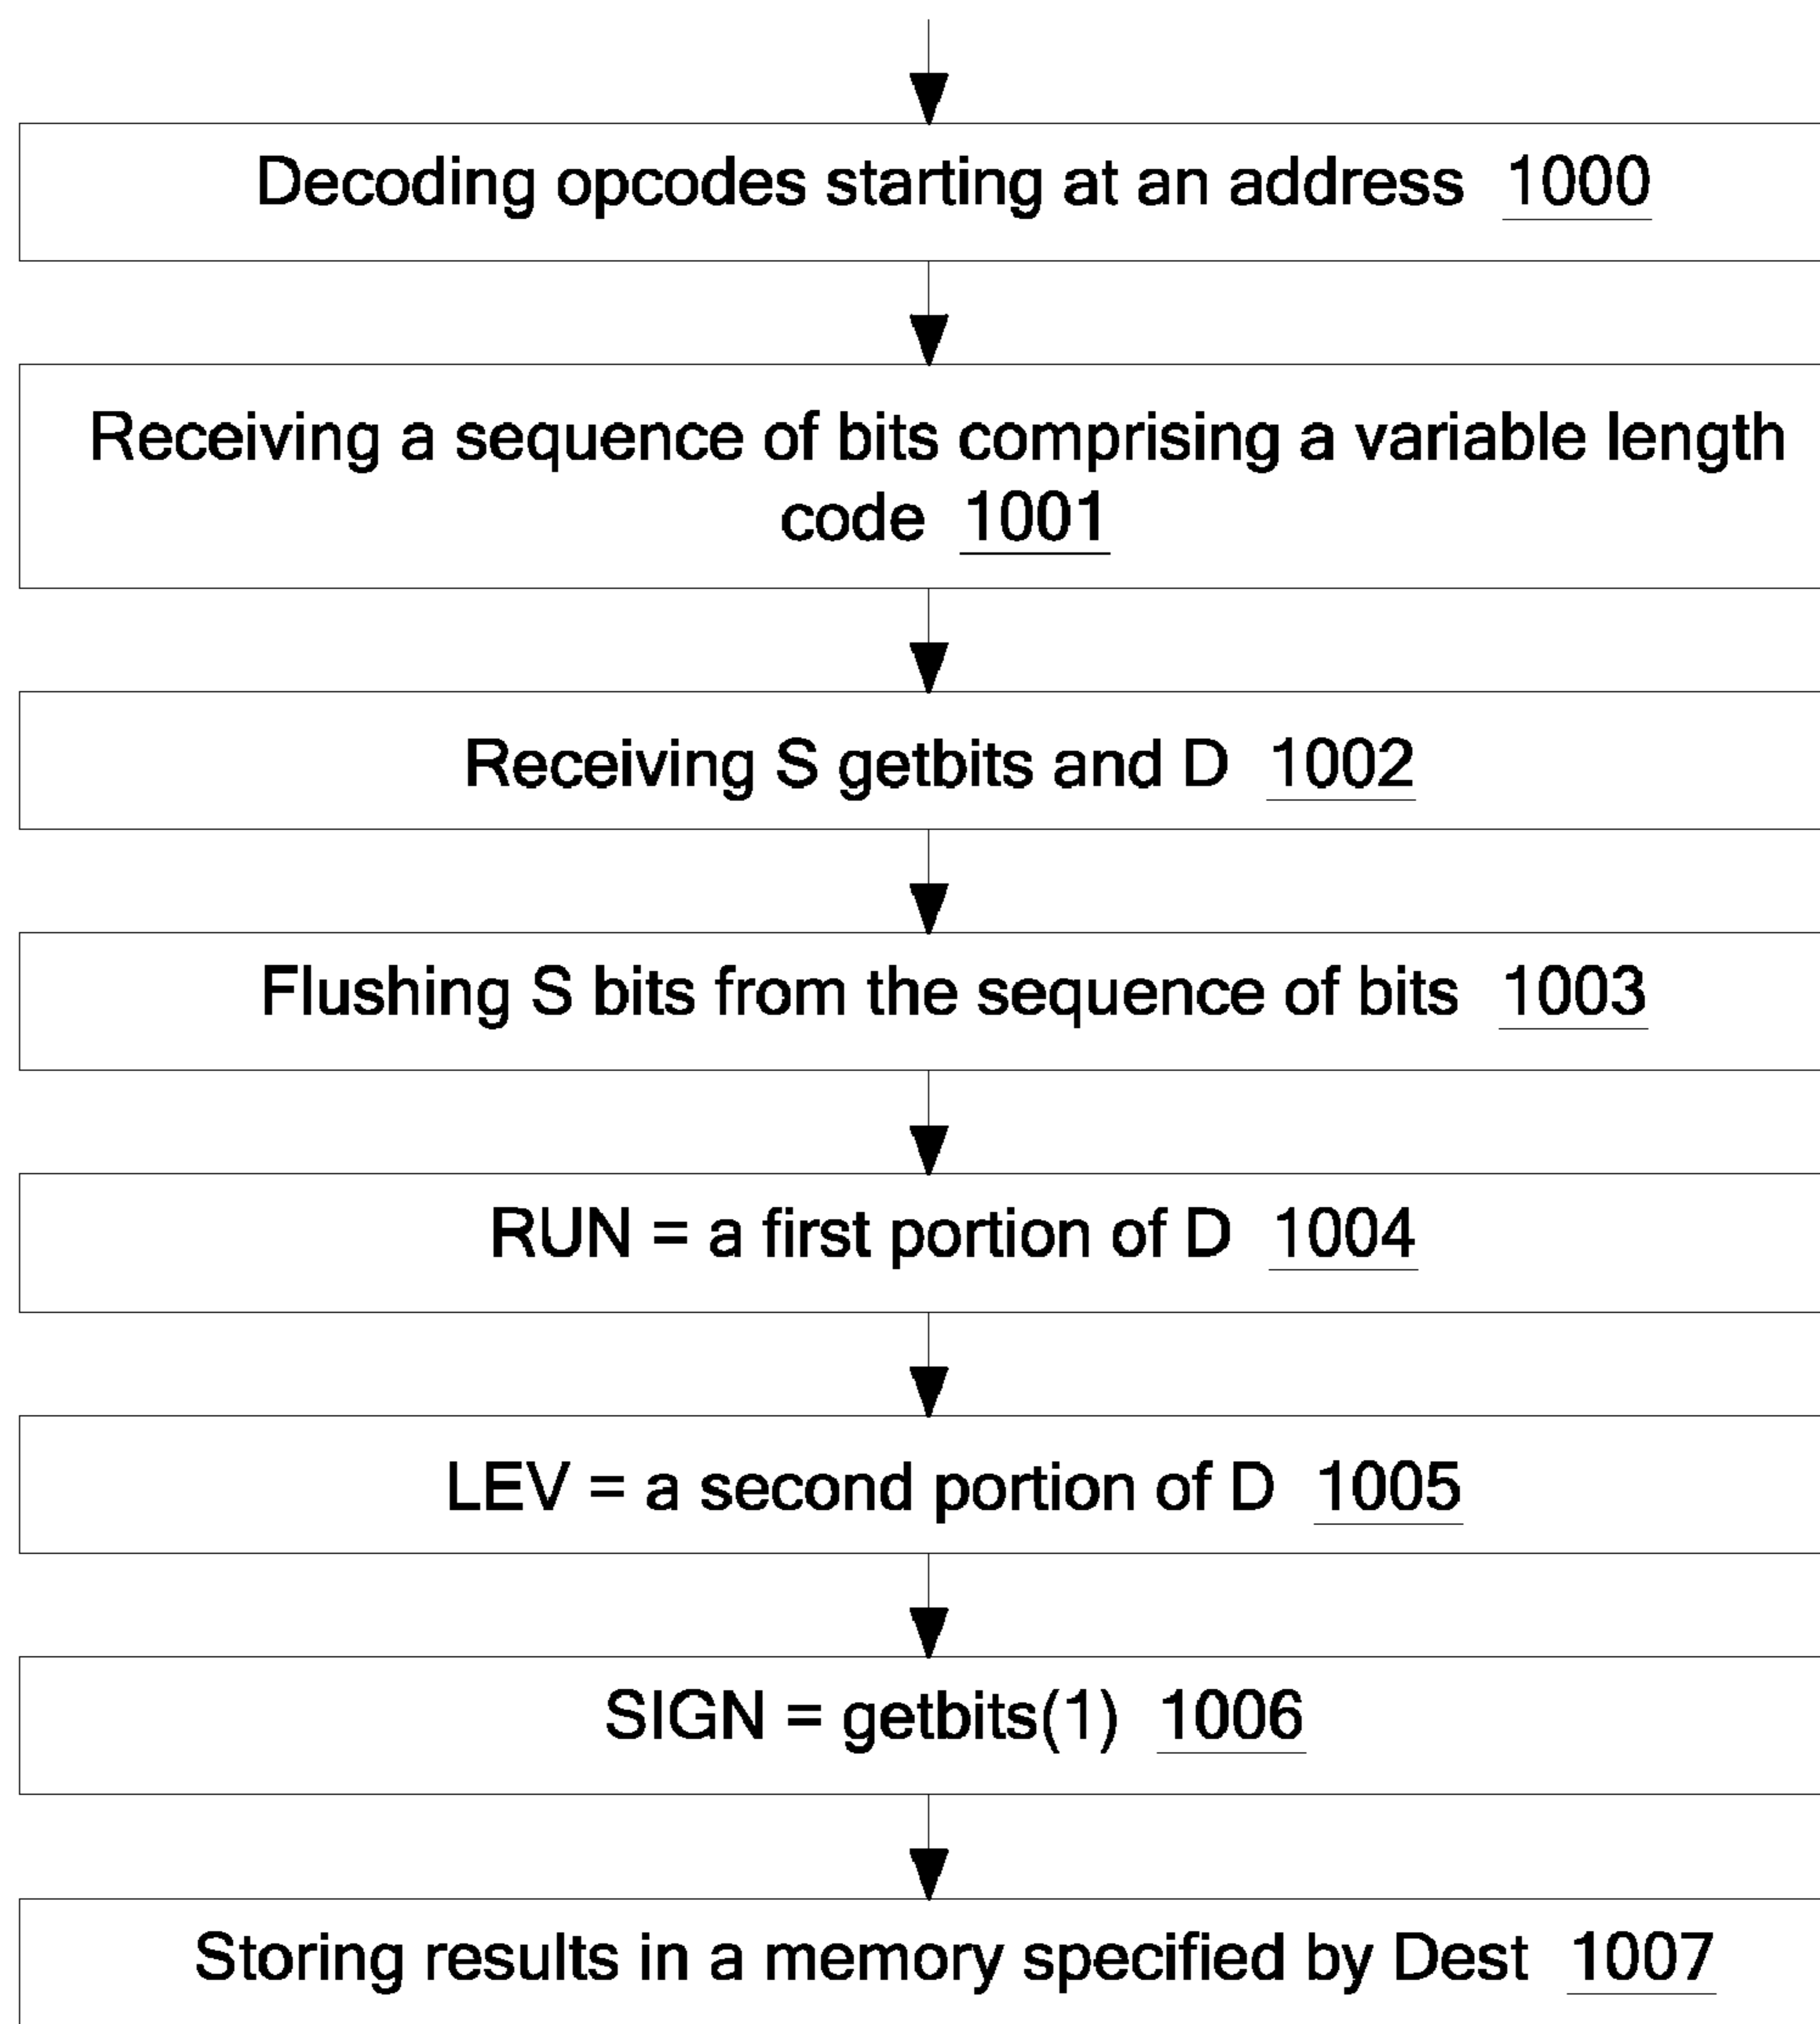 Decoding opcodes starting at an address 1000
Receiving a sequence of bits comprising a variable length
code 1001
Receiving S getbits and D 1002
Flushing S bits from the sequence of bits 1003
RUN = a first portion of D 1004
LEV = a second portion of D 1005
SIGN = getbits(1) 1006
Storing results in a memory specified by Dest 1007